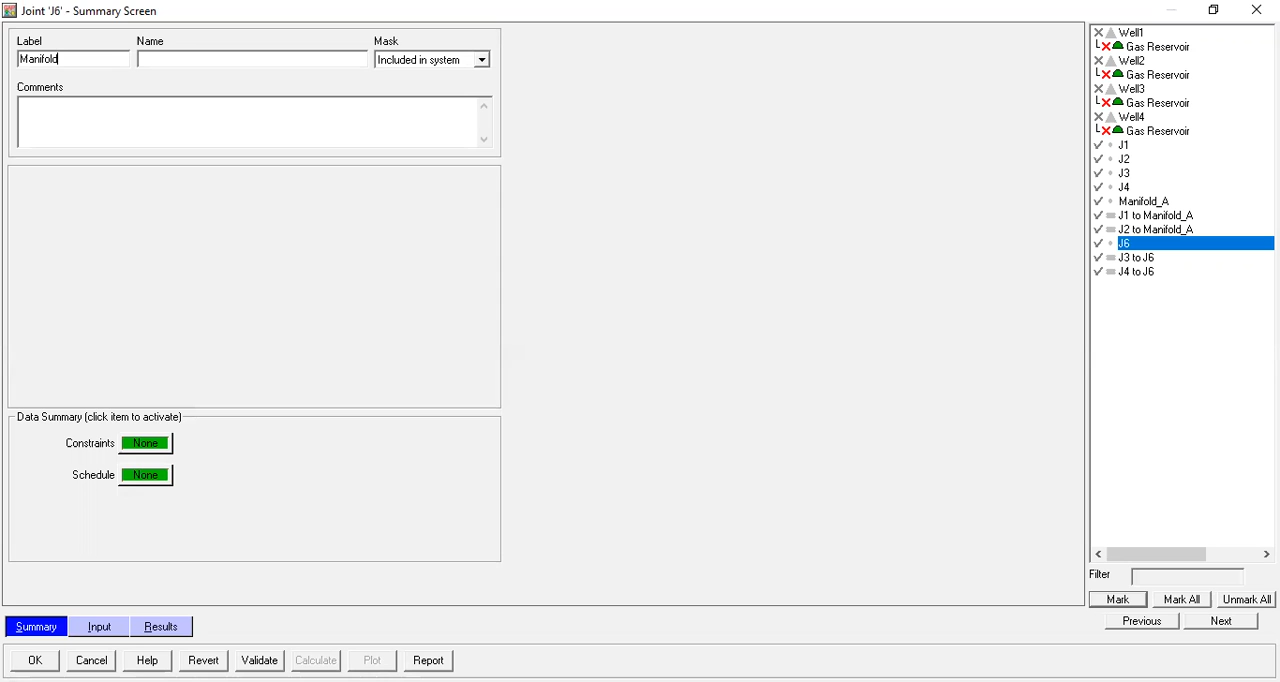 Joint 'J6' - Summary Screen
Label Name Mask
Manifold Included in system
Comments
Data Summary (click item to activate)
Constraints None
Schedule None
Well1
Gas Reservoir
Well2
Gas Reservoir
Well3
Gas Reservoir
Well4
Gas Reservoir
J1
J2
J3
J4
Manifold_A
J1 to Manifold_A
J2 to Manifold_A
J6
J3 to J6
J4 to J6
Filter
Mark Mark All Unmark All
Previous Next
Summary Input Results
OK Cancel Help Revert Validate Calculate Plot Report